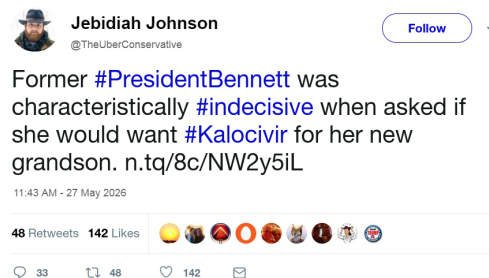 Jebidiah Johnson
@TheUberConservative
Follow
Former #PresidentBennett was
characteristically #indecisive when asked if
she would want #Kalocivir for her new
grandson. n.tq/8c/NW2y5iL
11:43 AM - 27 May 2026
48 Retweets 142 Likes
33 48 142